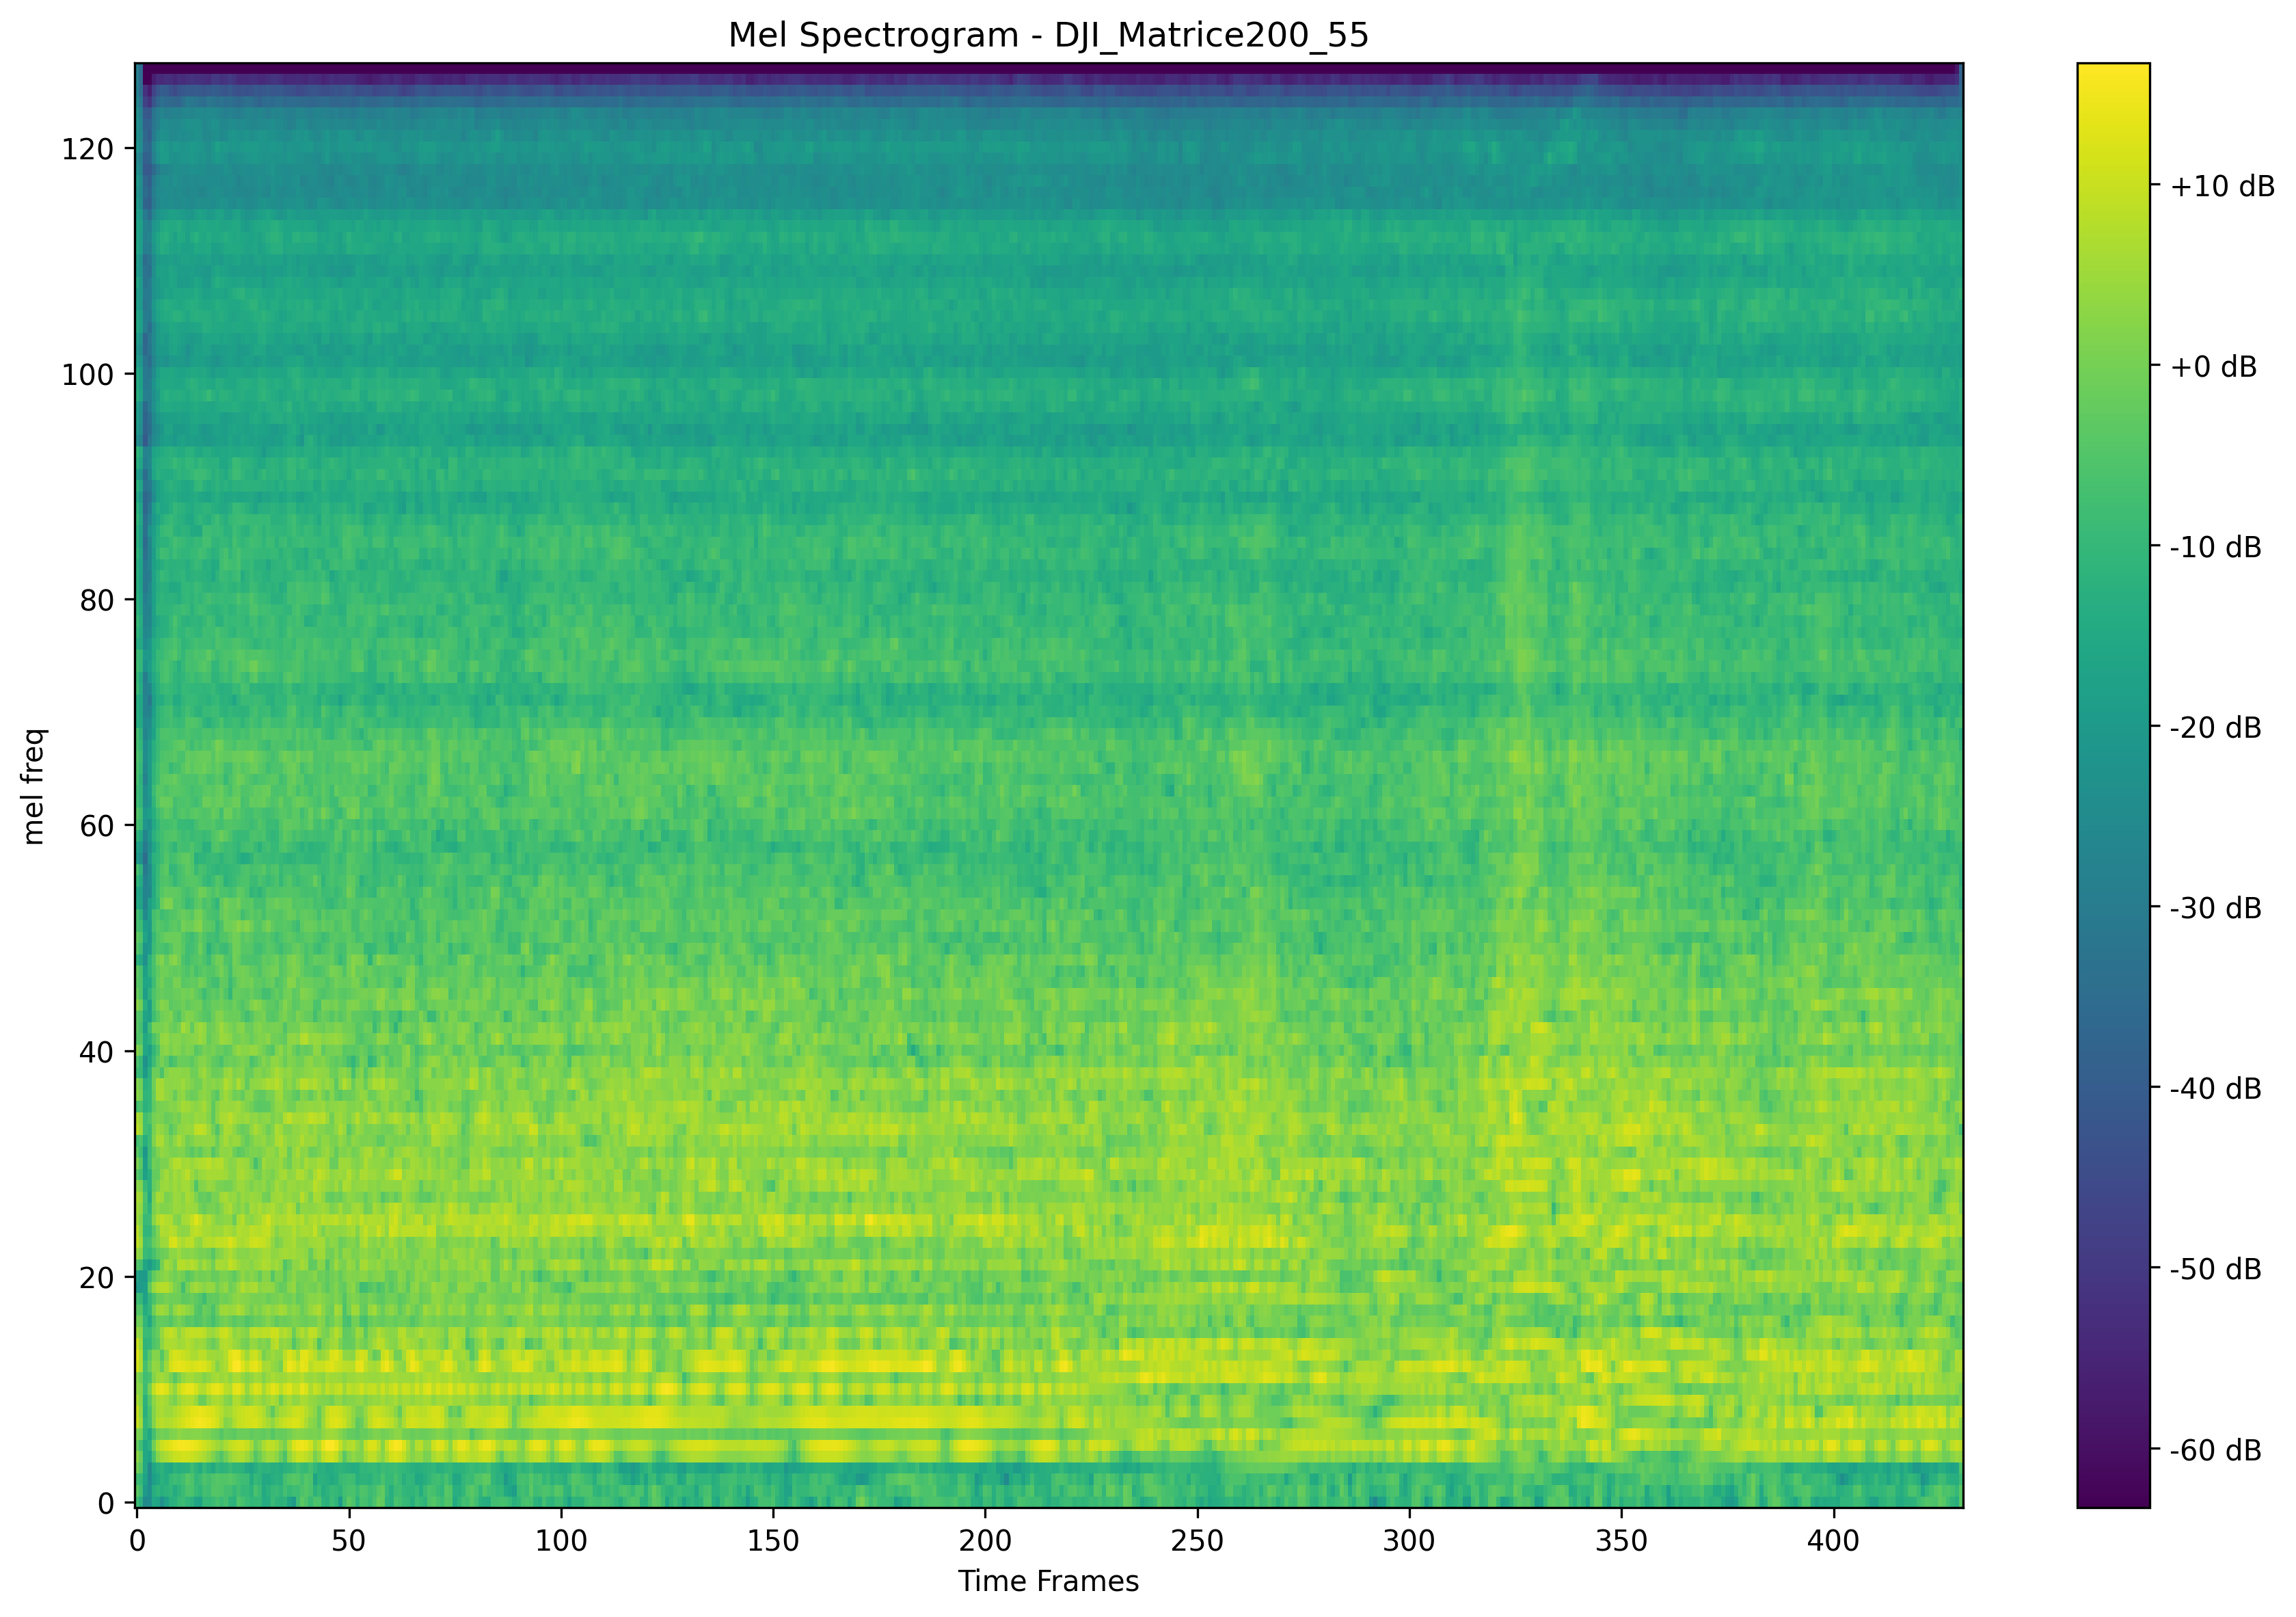 Mel Spectrogram - DJI_Matrice200_55
mel freq
120
100
80
60
40
20
0
0 50 100 150 200 250 300 350 400
Time Frames
+10 dB
+0 dB
-10 dB
-20 dB
-30 dB
-40 dB
-50 dB
-60 dB